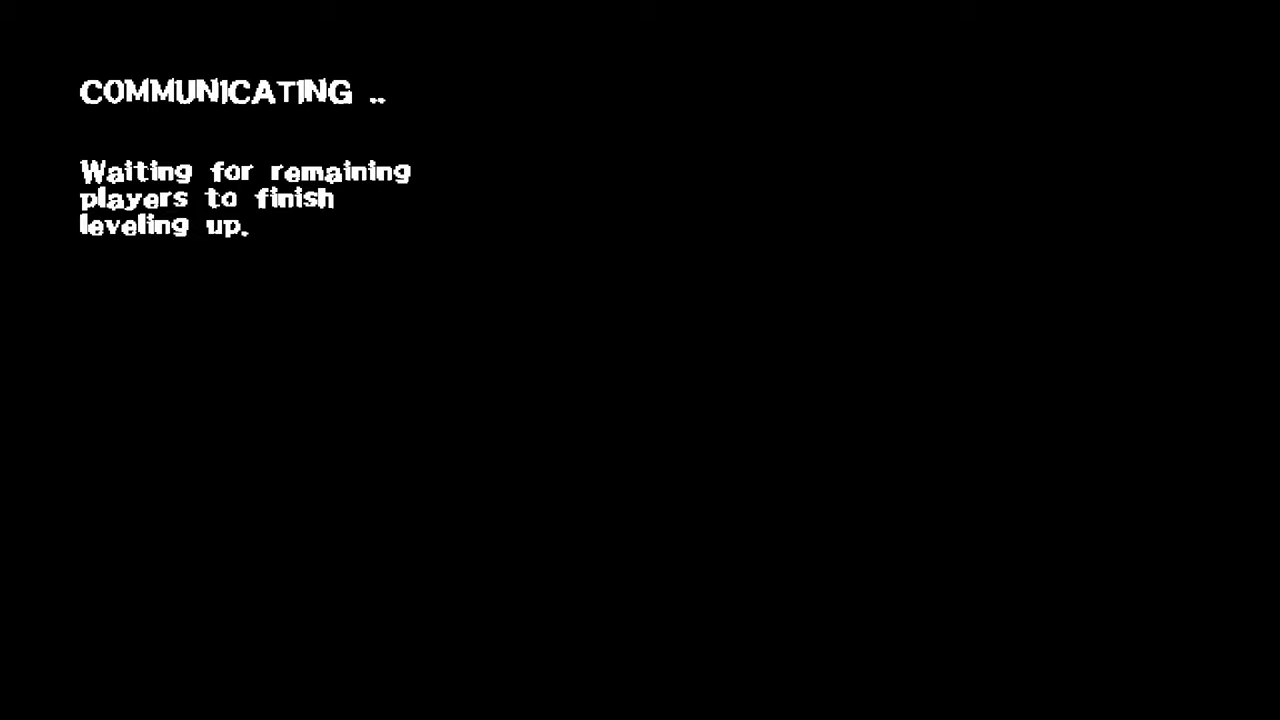 COMMUNICATING ..
Waiting for remaining
players to finish
leveling up.